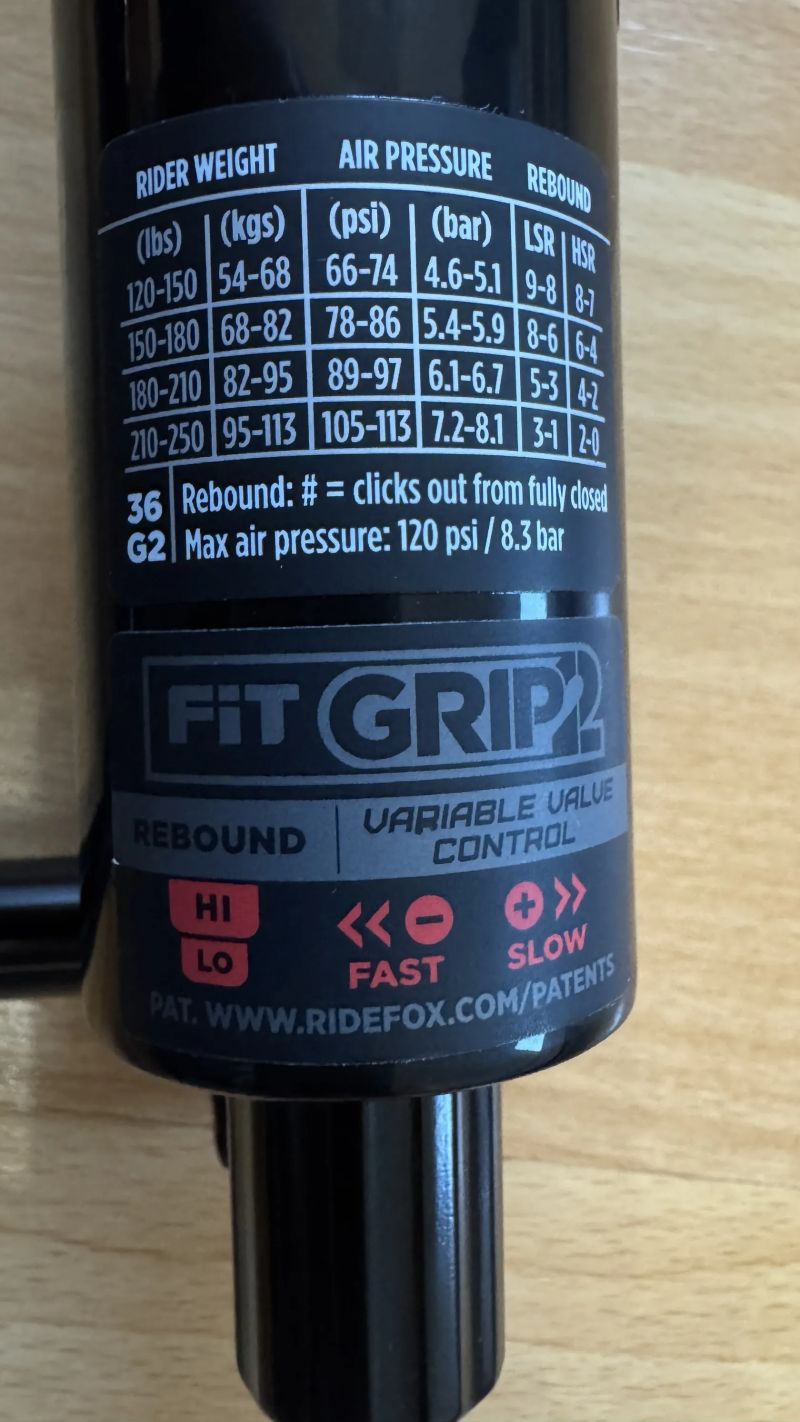 RIDER WEIGHT AIR PRESSURE REBOUND
(lbs) (kgs) (psi) (bar) LSR HSR
120-150 54-68 66-74 4.6-5.1 9-8 8-7
150-180 68-82 78-86 5.4-5.9 8-6 6-4
180-210 82-95 89-97 6.1-6.7 5-3 4-2
210-250 95-113 105-113 7.2-8.1 3-1 2-0
36 Rebound: # = clicks out from fully closed
G2 Max air pressure: 120 psi / 8.3 bar
FiT GRIP2
REBOUND VARIABLE VALVE
CONTROL
HI « − + »
LO FAST SLOW
PAT. WWW.RIDEFOX.COM/PATENTS